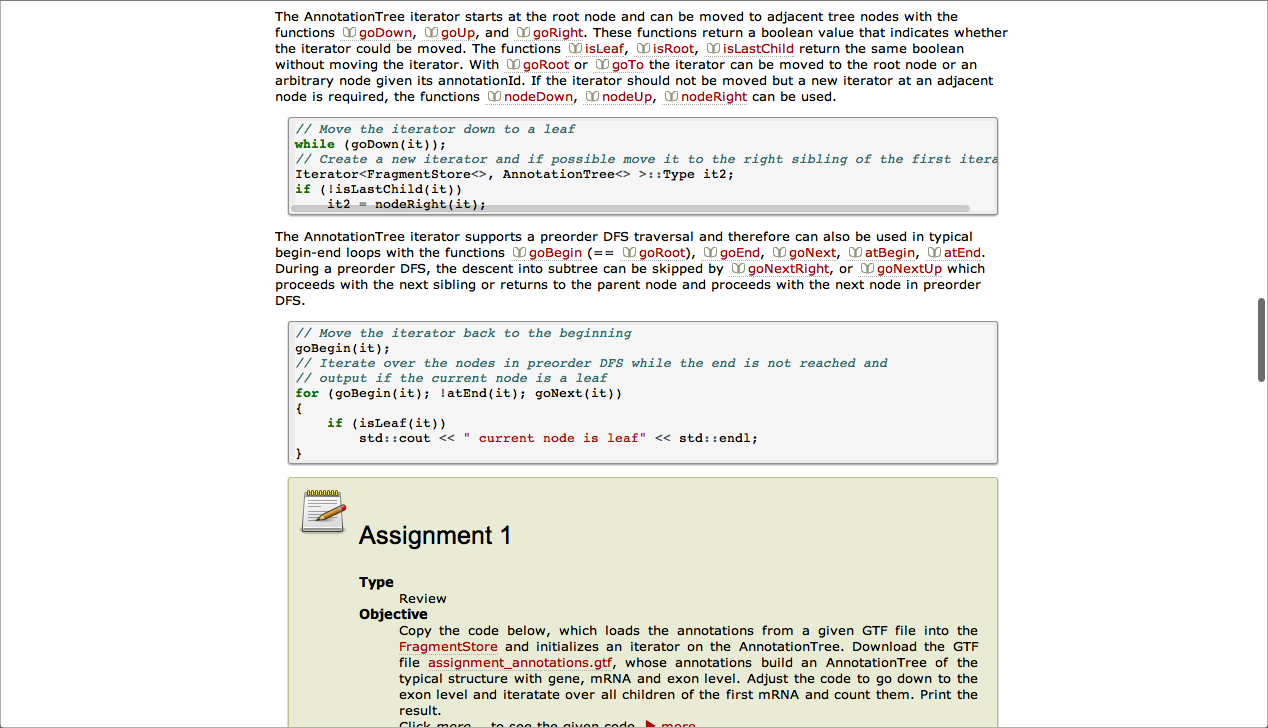 The AnnotationTree iterator starts at the root node and can be moved to adjacent tree nodes with the
functions goDown, goUp, and goRight. These functions return a boolean value that indicates whether
the iterator could be moved. The functions isLeaf, isRoot, isLastChild return the same boolean
without moving the iterator. With goRoot or goTo the iterator can be moved to the root node or an
arbitrary node given its annotationId. If the iterator should not be moved but a new iterator at an adjacent
node is required, the functions nodeDown, nodeUp, nodeRight can be used.
// Move the iterator down to a leaf
while (goDown(it));
// Create a new iterator and if possible move it to the right sibling of the first itera
Iterator<FragmentStore<>, AnnotationTree<> >::Type it2;
if (!isLastChild(it))
    it2 = nodeRight(it);
The AnnotationTree iterator supports a preorder DFS traversal and therefore can also be used in typical
begin-end loops with the functions goBegin (== goRoot), goEnd, goNext, atBegin, atEnd.
During a preorder DFS, the descent into subtree can be skipped by goNextRight, or goNextUp which
proceeds with the next sibling or returns to the parent node and proceeds with the next node in preorder
DFS.
// Move the iterator back to the beginning
goBegin(it);
// Iterate over the nodes in preorder DFS while the end is not reached and
// output if the current node is a leaf
for (goBegin(it); !atEnd(it); goNext(it))
{
    if (isLeaf(it))
        std::cout << " current node is leaf" << std::endl;
}
Assignment 1
Type
Review
Objective
Copy the code below, which loads the annotations from a given GTF file into the
FragmentStore and initializes an iterator on the AnnotationTree. Download the GTF
file assignment_annotations.gtf, whose annotations build an AnnotationTree of the
typical structure with gene, mRNA and exon level. Adjust the code to go down to the
exon level and iteratate over all children of the first mRNA and count them. Print the
result.
Click more... to see the given code. more...